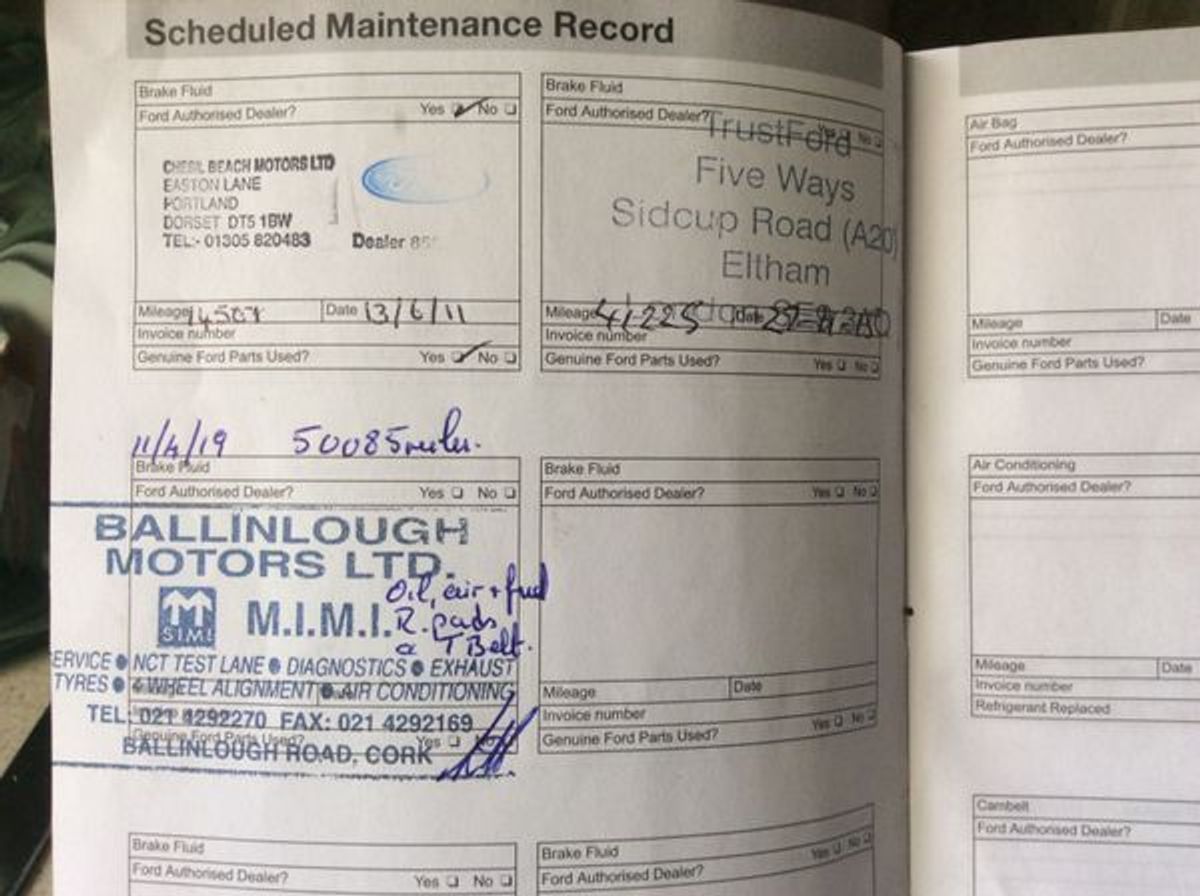 Scheduled Maintenance Record
Brake Fluid
Ford Authorised Dealer? Yes No
CHESIL BEACH MOTORS LTD
EASTON LANE
PORTLAND
DORSET DT5 1BW
TEL:- 01305 820483 Dealer
Mileage Date 13/6/11
Invoice number
Genuine Ford Parts Used? Yes No
Brake Fluid
Ford Authorised Dealer? Yes No
TrustFord
Five Ways
Sidcup Road (A20)
Eltham
Mileage 41225 Date
Invoice number
Genuine Ford Parts Used? Yes No
11/4/19 50085 miles.
Brake Fluid
Ford Authorised Dealer? Yes No
BALLINLOUGH
MOTORS LTD.
Oil, air + fuel
SIMI M.I.M.I. R. pads
& T Belt.
SERVICE ● NCT TEST LANE ● DIAGNOSTICS ● EXHAUST
TYRES ● 4 WHEEL ALIGNMENT ● AIR CONDITIONING
TEL: 021 4292270 FAX: 021 4292169
Genuine Ford Parts Used? Yes No
BALLINLOUGH ROAD, CORK
Brake Fluid
Ford Authorised Dealer? Yes No
Mileage Date
Invoice number
Genuine Ford Parts Used? Yes No
Brake Fluid
Ford Authorised Dealer? Yes No
Brake Fluid
Ford Authorised Dealer? Yes No
Air Bag
Ford Authorised Dealer?
Mileage Date
Invoice number
Genuine Ford Parts Used?
Air Conditioning
Ford Authorised Dealer?
Mileage Date
Invoice number
Refrigerant Replaced
Cambelt
Ford Authorised Dealer?